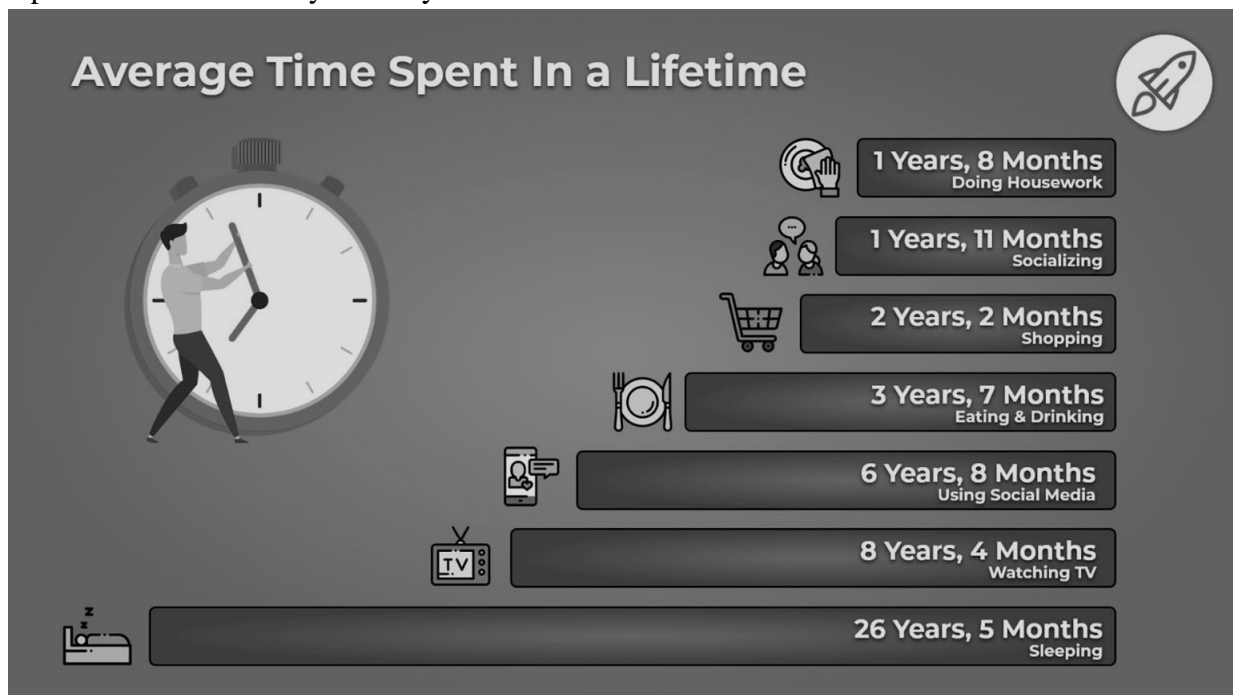 Average Time Spent In a Lifetime
1 Years, 8 Months
Doing Housework
1 Years, 11 Months
Socializing
2 Years, 2 Months
Shopping
3 Years, 7 Months
Eating & Drinking
6 Years, 8 Months
Using Social Media
TV
8 Years, 4 Months
Watching TV
z
z
26 Years, 5 Months
Sleeping